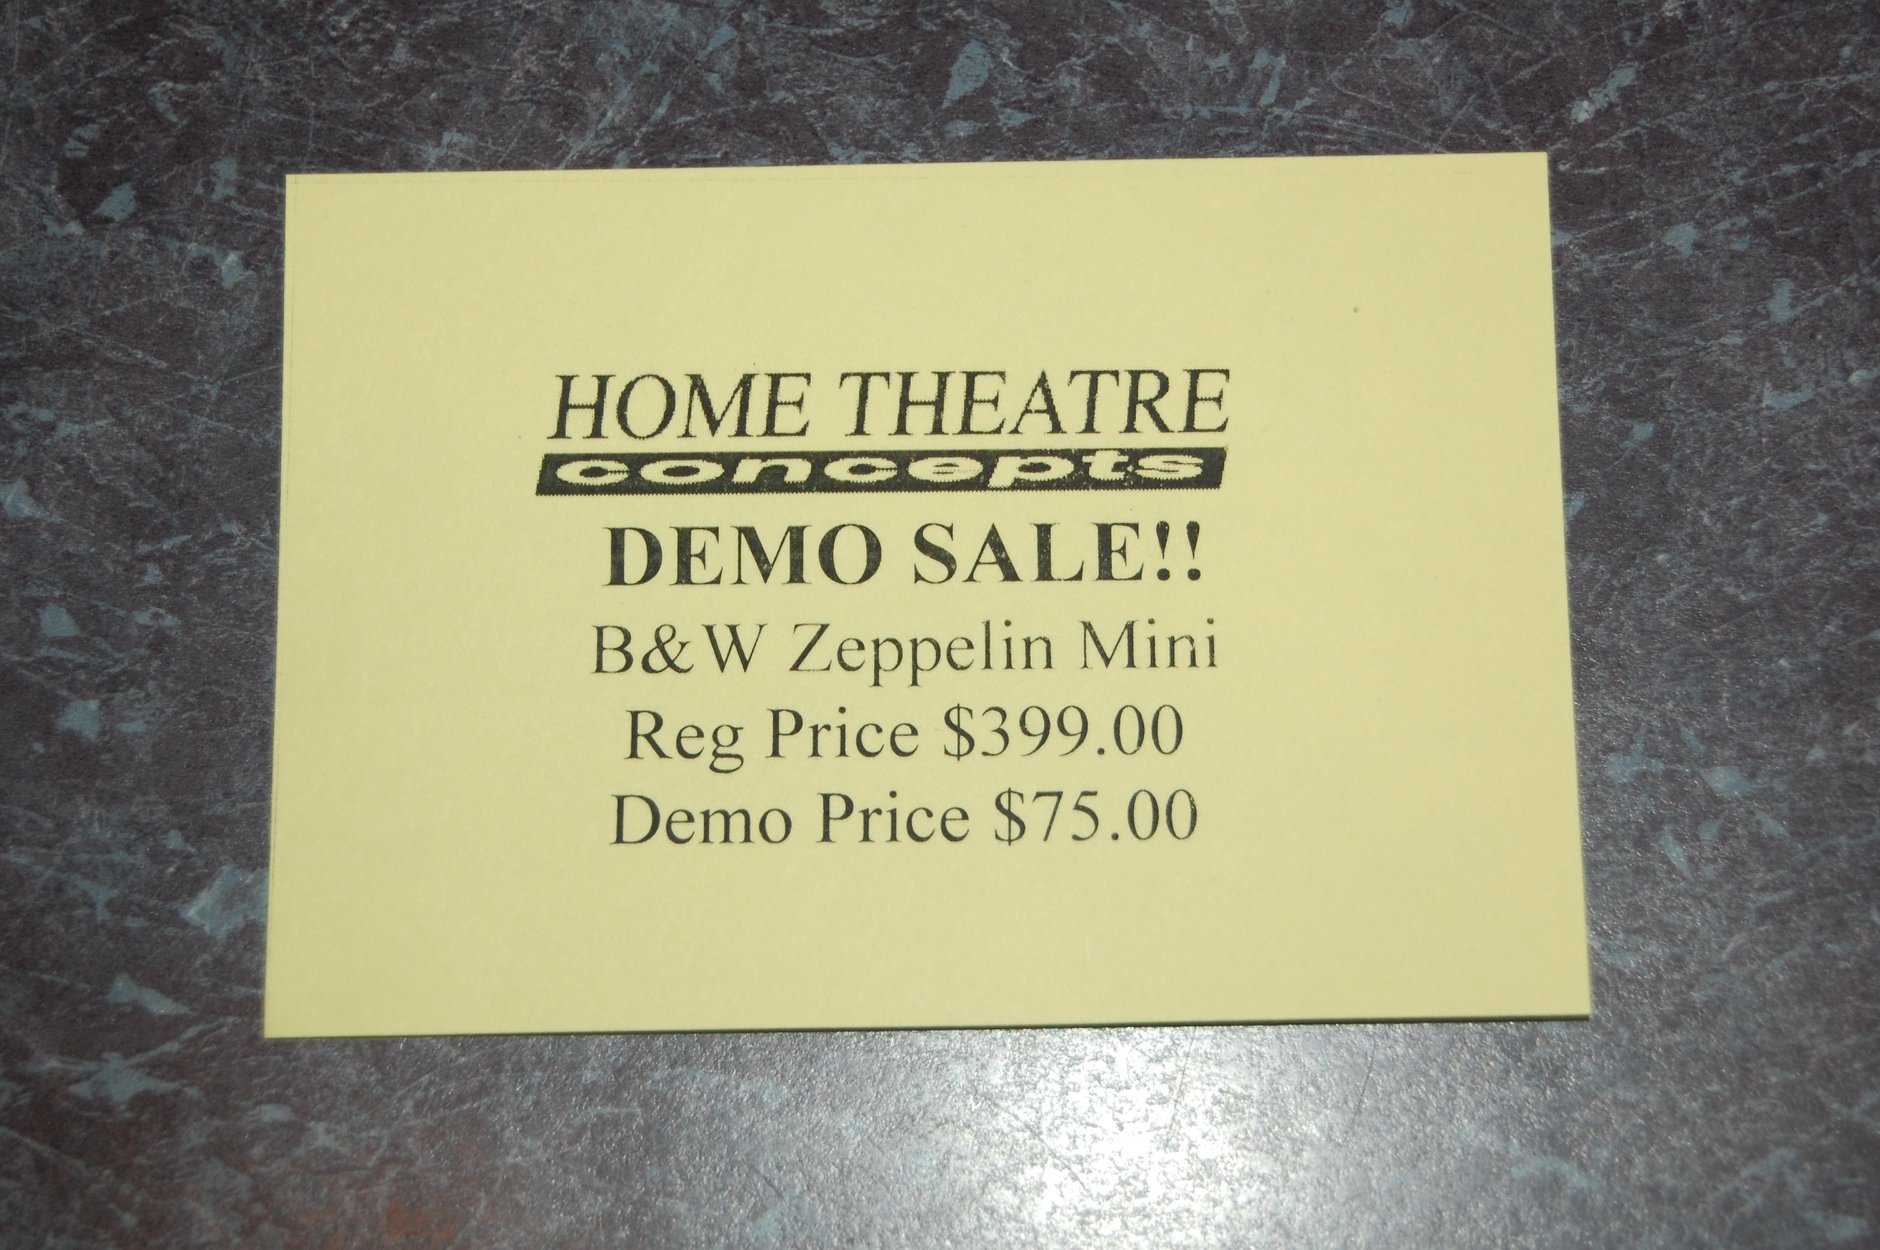 HOME THEATRE
concepts
DEMO SALE!!
B&W Zeppelin Mini
Reg Price $399.00
Demo Price $75.00